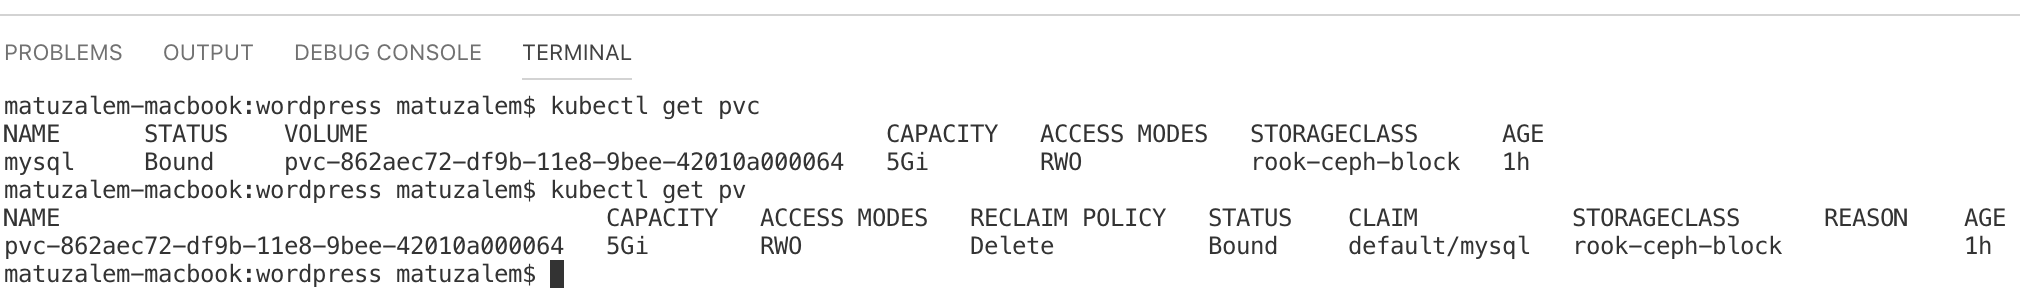 PROBLEMS OUTPUT DEBUG CONSOLE TERMINAL
matuzalem-macbook:wordpress matuzalem$ kubectl get pvc
NAME STATUS VOLUME CAPACITY ACCESS MODES STORAGECLASS AGE
mysql Bound pvc-862aec72-df9b-11e8-9bee-42010a000064 5Gi RWO rook-ceph-block 1h
matuzalem-macbook:wordpress matuzalem$ kubectl get pv
NAME CAPACITY ACCESS MODES RECLAIM POLICY STATUS CLAIM STORAGECLASS REASON AGE
pvc-862aec72-df9b-11e8-9bee-42010a000064 5Gi RWO Delete Bound default/mysql rook-ceph-block 1h
matuzalem-macbook:wordpress matuzalem$